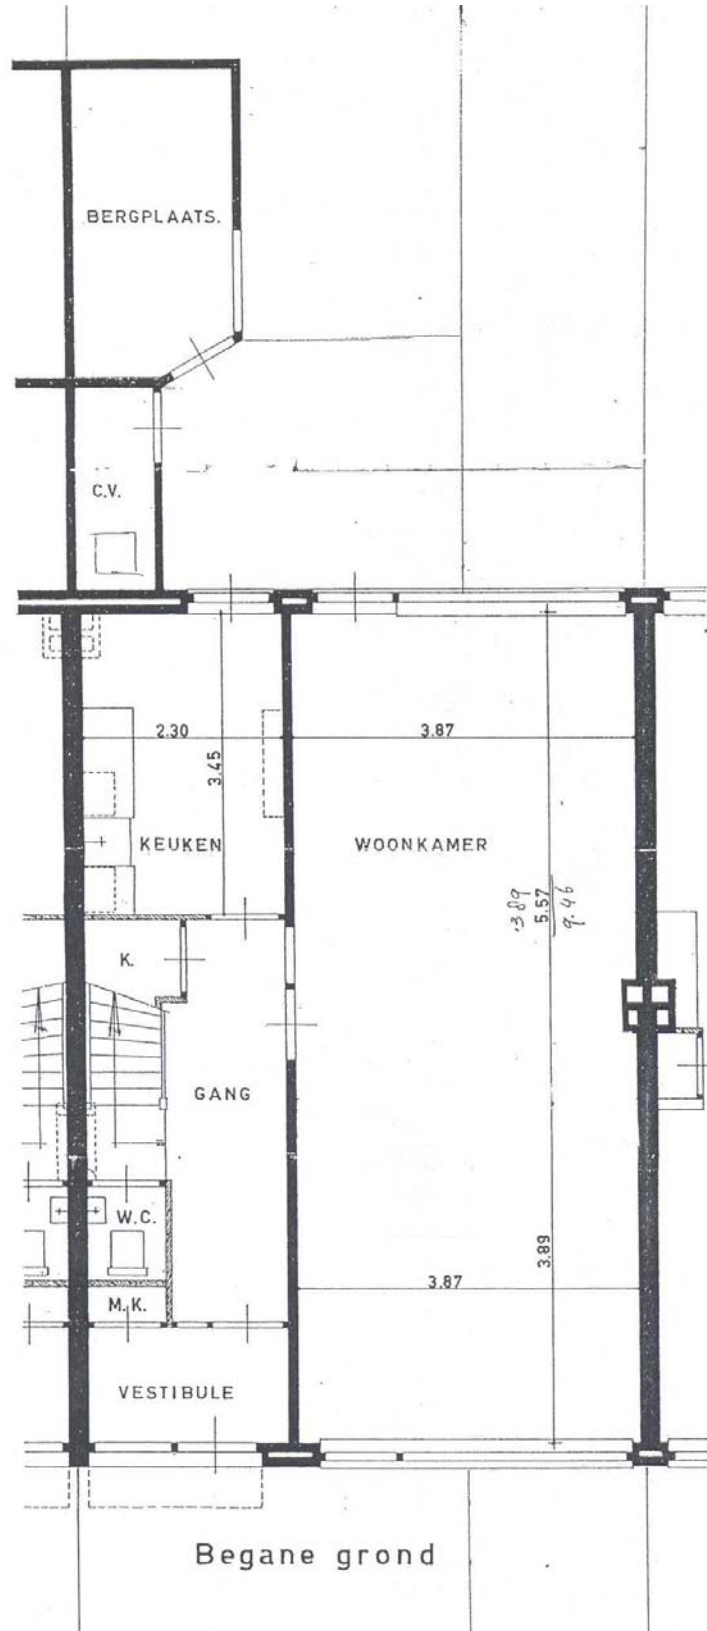 BERGPLAATS.
C.V.
2.30
3.87
3.45
KEUKEN
WOONKAMER
3.89
5.57
9.46
K.
GANG
W.C.
3.89
3.87
M.K.
VESTIBULE
Begane grond